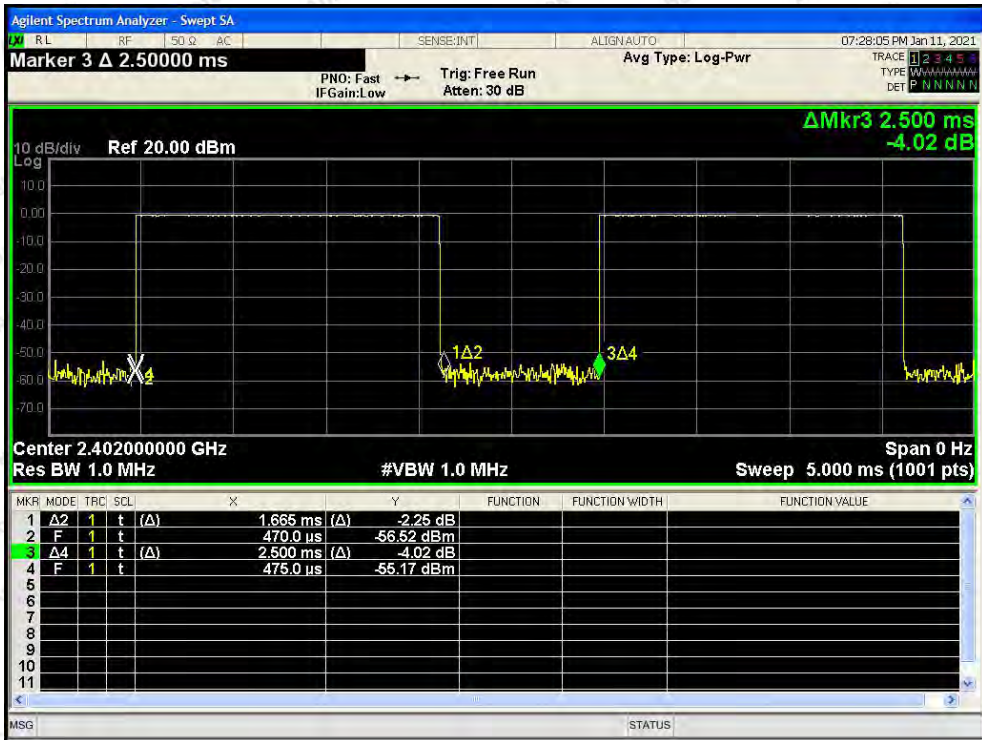 Agilent Spectrum Analyzer - Swept SA
LXI RL RF 50 Ω AC SENSE:INT ALIGN AUTO 07:28:05 PM Jan 11, 2021
Marker 3 Δ 2.50000 ms
PNO: Fast
IFGain:Low
Trig: Free Run
Atten: 30 dB
Avg Type: Log-Pwr
TRACE 1 2 3 4 5 6
TYPE
DET P N N N N N
ΔMkr3 2.500 ms
-4.02 dB
10 dB/div Ref 20.00 dBm
Log
10.0
0.00
-10.0
-20.0
-30.0
-40.0
-50.0
-60.0
-70.0
1Δ2
3Δ4
4
2
Center 2.402000000 GHz Span 0 Hz
Res BW 1.0 MHz #VBW 1.0 MHz Sweep 5.000 ms (1001 pts)
MKR MODE TRC SCL X Y FUNCTION FUNCTION WIDTH FUNCTION VALUE
1 Δ2 1 t (Δ) 1.665 ms (Δ) -2.25 dB
2 F 1 t 470.0 µs -56.52 dBm
3 Δ4 1 t (Δ) 2.500 ms (Δ) -4.02 dB
4 F 1 t 475.0 µs -55.17 dBm
5
6
7
8
9
10
11
MSG STATUS